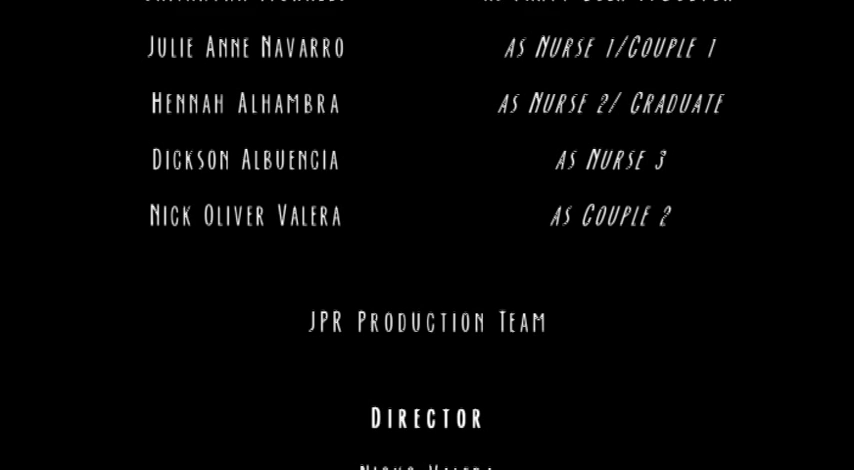 Julie Anne Navarro as Nurse 1/Couple 1
Hennah Alhambra as Nurse 2/ Graduate
Dickson Albuencia as Nurse 3
Nick Oliver Valera as Couple 2
JPR Production Team
Director